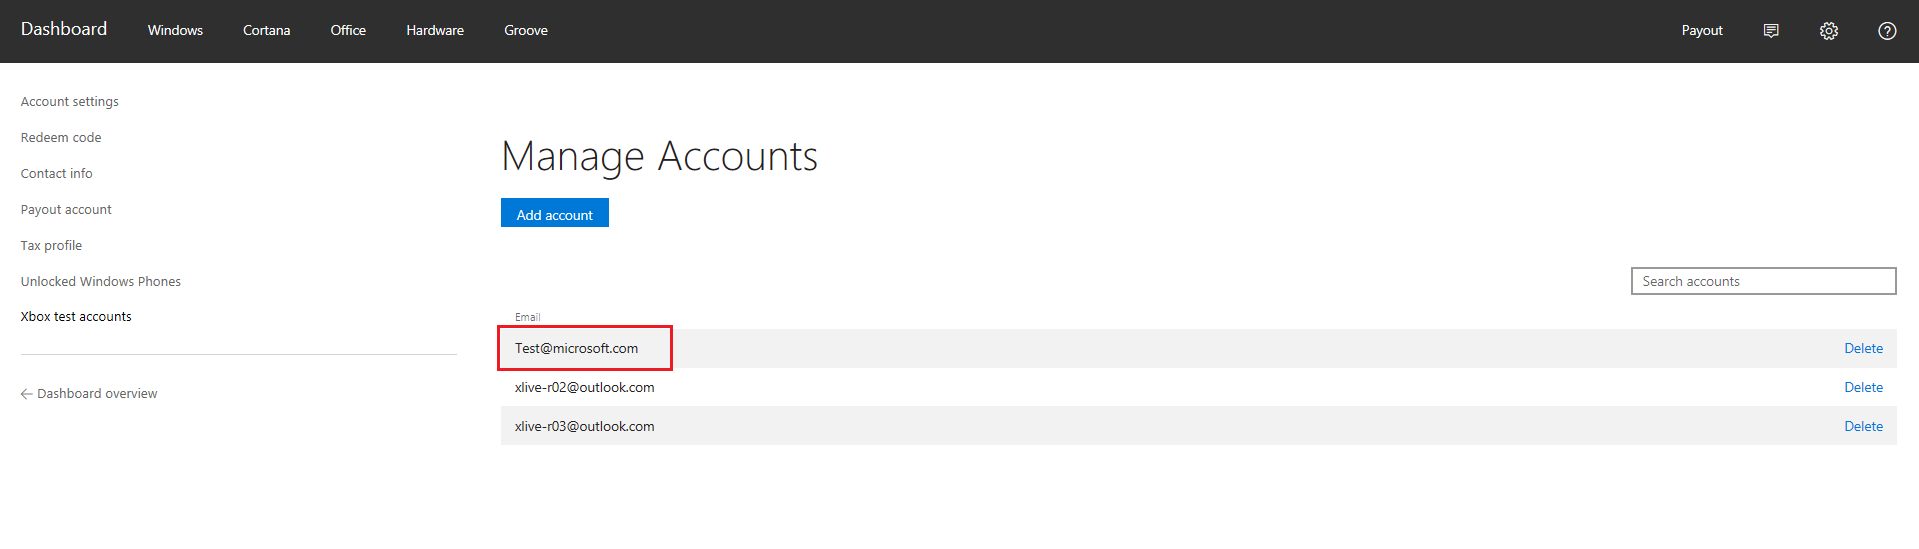 Dashboard Windows Cortana Office Hardware Groove Payout
Account settings
Redeem code
Contact info
Payout account
Tax profile
Unlocked Windows Phones
Xbox test accounts
Dashboard overview
Manage Accounts
Add account
Search accounts
Email
Test@microsoft.com Delete
xlive-r02@outlook.com Delete
xlive-r03@outlook.com Delete